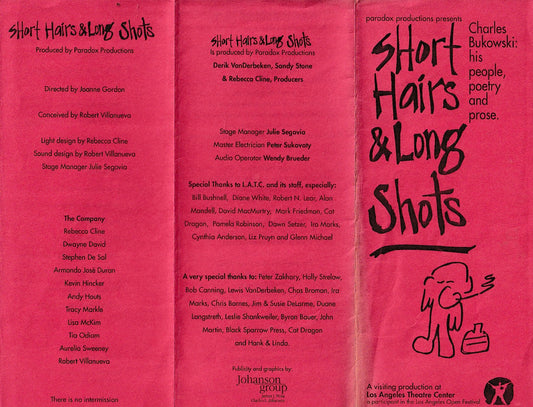 SHort Hairs & Long Shots
Produced by Paradox Productions
Directed by Joanne Gordon
Conceived by Robert Villanueva
Light design by Rebecca Cline
Sound design by Robert Villanueva
Stage Manager Julie Segovia
The Company
Rebecca Cline
Dwayne David
Stephen De Sal
Armando José Duran
Kevin Hincker
Andy Houts
Tracy Markle
Lisa McKim
Tia Odiam
Aurelia Sweeney
Robert Villanueva
There is no intermission
SHort Hairs & Long Shots
Is produced by Paradox Productions
Derik VanDerbeken, Sandy Stone
& Rebecca Cline, Producers
Stage Manager Julie Segovia
Master Electrician Peter Sukovaty
Audio Operator Wendy Brueder
Special Thanks to L.A.T.C. and its staff, especially:
Bill Bushnell, Diane White, Robert N. Lear, Alan
Mandell, David MacMurtry, Mark Friedman, Cat
Dragon, Pamela Robinson, Dawn Setzer, Ira Marks,
Cynthia Anderson, Liz Pruyn and Glenn Michael
A very special thanks to: Peter Zakhary, Holly Strelaw,
Bob Canning, Lewis VanDerbeken, Chas Broman, Ira
Marks, Chris Barnes, Jim & Susie DeLorme, Duane
Langstreth, Leslie Shankweiler, Byron Bauer, John
Martin, Black Sparrow Press, Cat Dragon
and Hank & Linda.
Publicity and graphics by:
Johanson
group
paradox productions presents
SHort
Hairs
& Long
Shots
Charles
Bukowski:
his
people,
poetry
and
prose.
A visiting production at
Los Angeles Theatre Center
a participant in the Los Angeles Open Festival